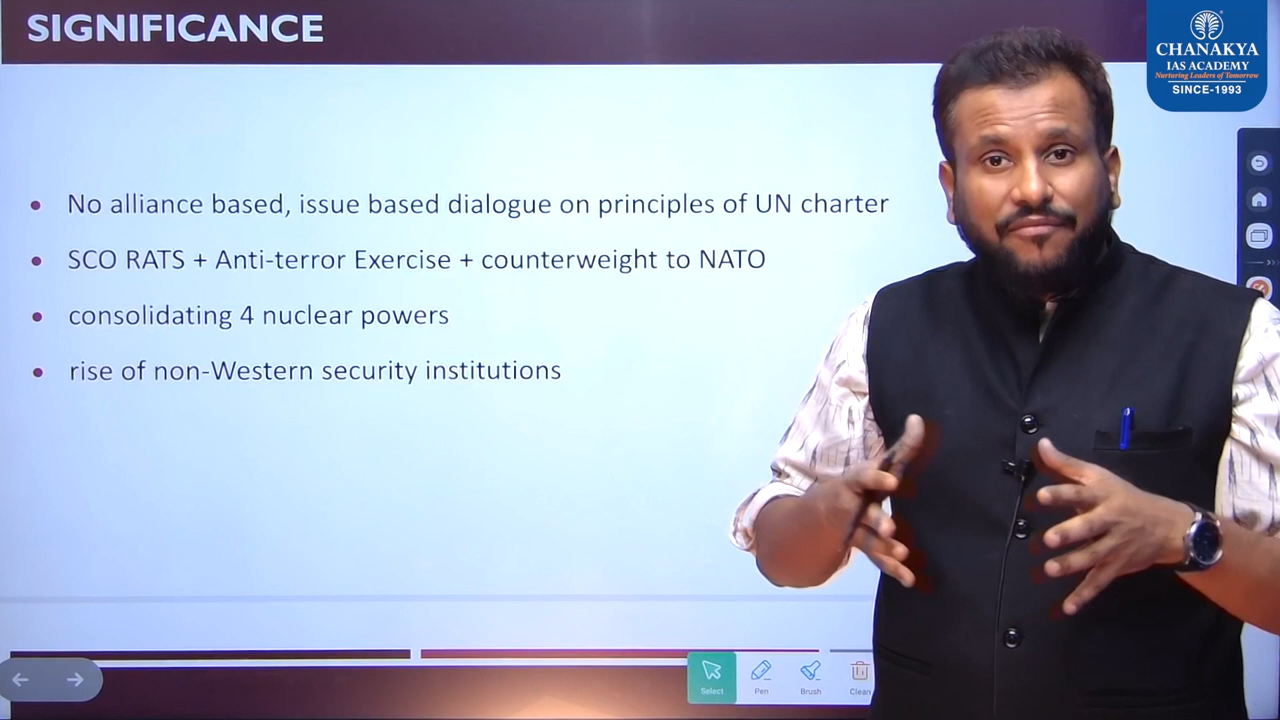 SIGNIFICANCE
CHANAKYA
IAS ACADEMY
Nurturing Leaders of Tomorrow
SINCE-1993
• No alliance based, issue based dialogue on principles of UN charter
• SCO RATS + Anti-terror Exercise + counterweight to NATO
• consolidating 4 nuclear powers
• rise of non-Western security institutions
Select
Pen
Brush
Clean